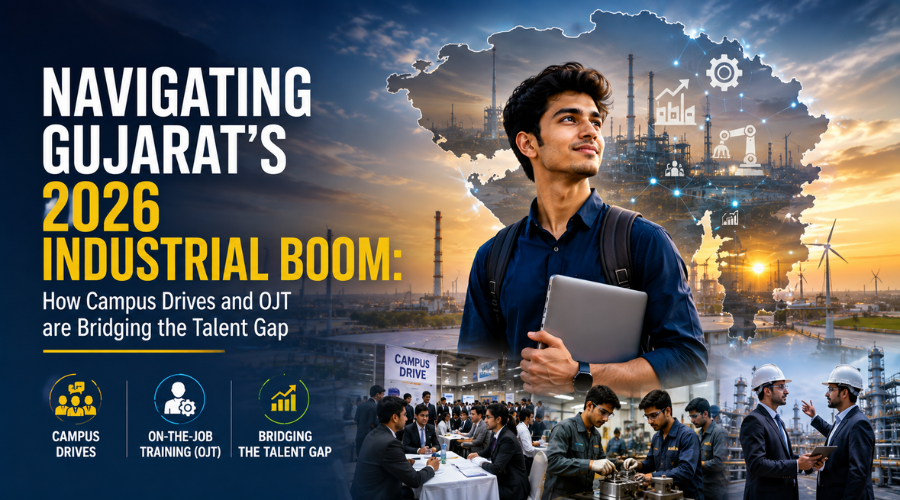 NAVIGATING
GUJARAT'S
2026
INDUSTRIAL BOOM:
How Campus Drives and OJT
are Bridging the Talent Gap
CAMPUS
DRIVES
ON-THE-JOB
TRAINING (OJT)
BRIDGING
THE TALENT GAP
CAMPUS
DRIVE